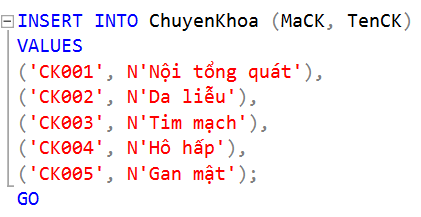 INSERT INTO ChuyenKhoa (MaCK, TenCK)
VALUES
('CK001', N'Nội tổng quát'),
('CK002', N'Da liễu'),
('CK003', N'Tim mạch'),
('CK004', N'Hô hấp'),
('CK005', N'Gan mật');
GO